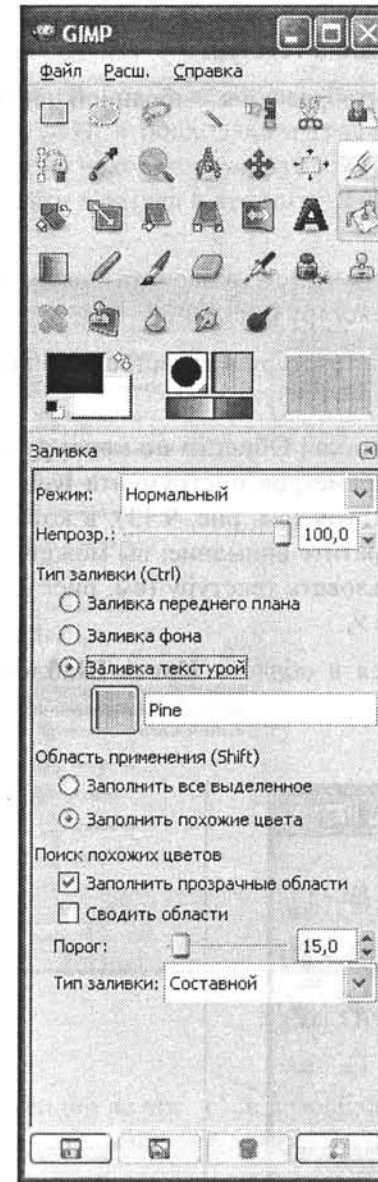 GIMP
Файл Расш. Справка
Заливка
Режим: Нормальный
Непрозр.: 100,0
Тип заливки (Ctrl)
Заливка переднего плана
Заливка фона
Заливка текстурой
Pine
Область применения (Shift)
Заполнить все выделенное
Заполнить похожие цвета
Поиск похожих цветов
Заполнить прозрачные области
Сводить области
Порог: 15,0
Тип заливки: Составной